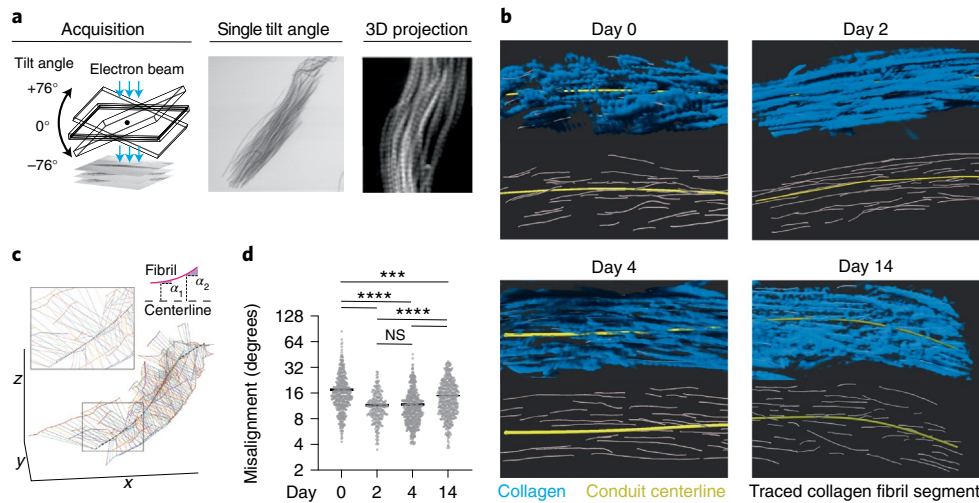 a
Acquisition
Single tilt angle
3D projection
Tilt angle
Electron beam
+76°
0°
−76°
b
Day 0
Day 2
Day 4
Day 14
Collagen
Conduit centerline
Traced collagen fibril segment
c
Fibril
α1
α2
Centerline
z
y
x
d
***
****
****
NS
Misalignment (degrees)
128
64
32
16
8
4
2
Day
0
2
4
14